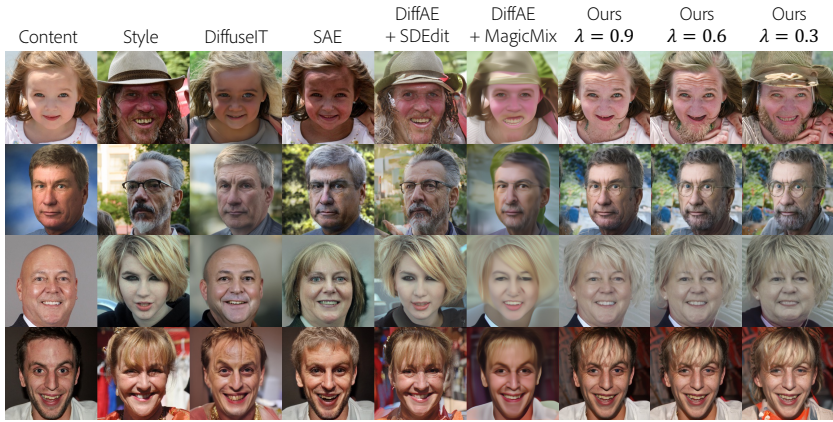 Content Style DiffuseIT SAE DiffAE + SDEdit DiffAE + MagicMix Ours λ = 0.9 Ours λ = 0.6 Ours λ = 0.3